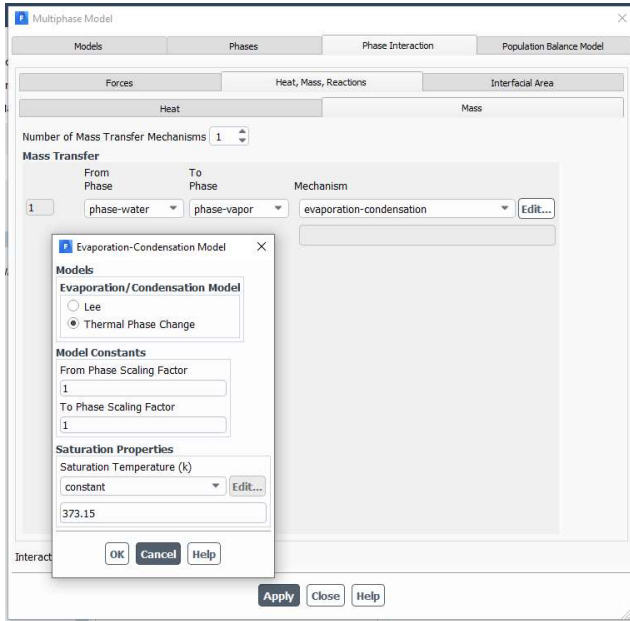 Multiphase Model
Models Phases Phase Interaction Population Balance Model
Forces Heat, Mass, Reactions Interfacial Area
Heat Mass
Number of Mass Transfer Mechanisms 1
Mass Transfer
From To
Phase Phase Mechanism
1 phase-water phase-vapor evaporation-condensation Edit...
Evaporation-Condensation Model
Models
Evaporation/Condensation Model
Lee
Thermal Phase Change
Model Constants
From Phase Scaling Factor
1
To Phase Scaling Factor
1
Saturation Properties
Saturation Temperature (k)
constant Edit...
373.15
OK Cancel Help
Interact
Apply Close Help